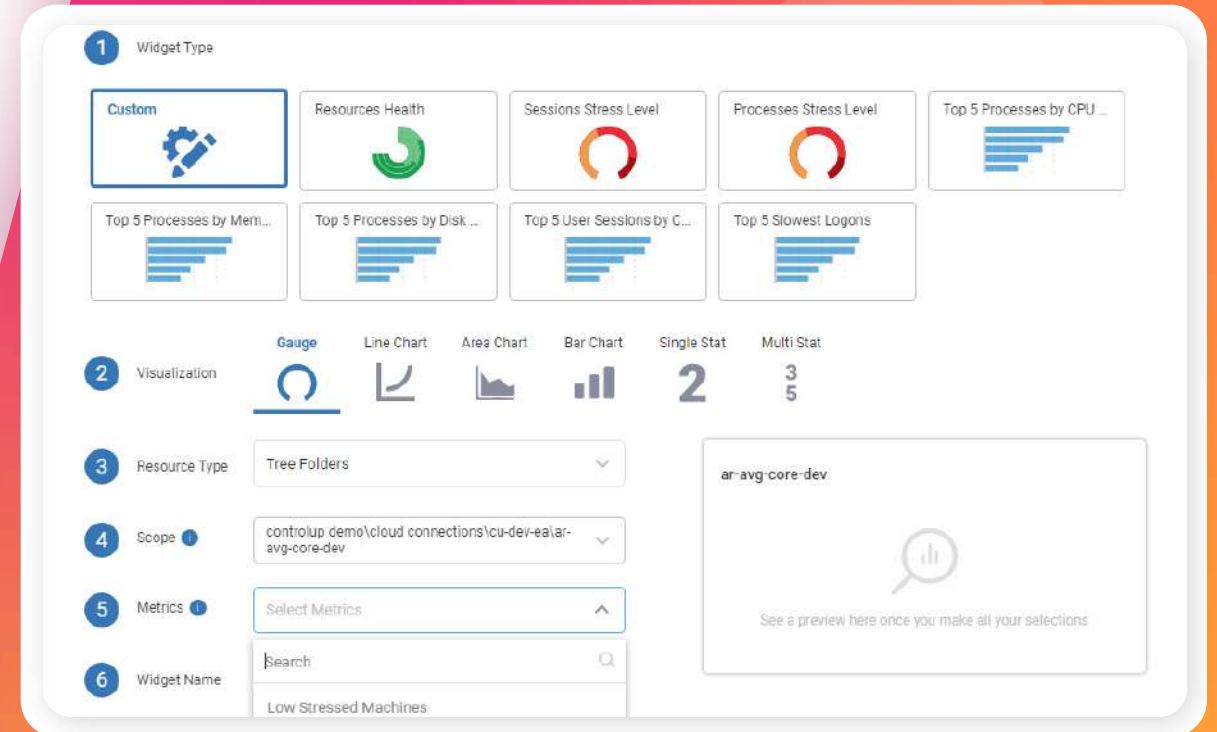 1 Widget Type
Custom
Resources Health
Sessions Stress Level
Processes Stress Level
Top 5 Processes by CPU ...
Top 5 Processes by Mem...
Top 5 Processes by Disk ...
Top 5 User Sessions by C...
Top 5 Slowest Logons
Gauge
Line Chart
Area Chart
Bar Chart
Single Stat
Multi Stat
2 Visualization
2
3
5
3 Resource Type
Tree Folders
4 Scope i
controlup demo\cloud connections\cu-dev-ea\ar-
avg-core-dev
5 Metrics i
Select Metrics
Search
6 Widget Name
Low Stressed Machines
ar-avg-core-dev
See a preview here once you make all your selections